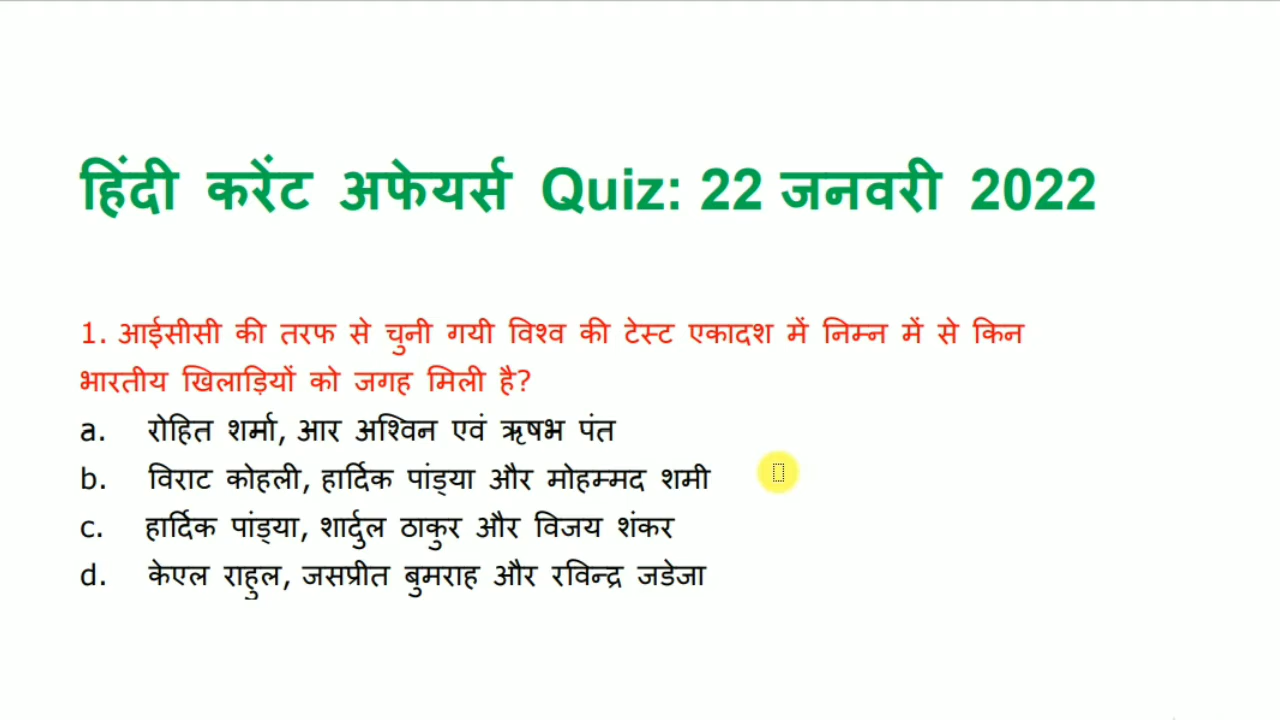 हिंदी करेंट अफेयर्स Quiz: 22 जनवरी 2022
1. आईसीसी की तरफ से चुनी गयी विश्व की टेस्ट एकादश में निम्न में से किन
भारतीय खिलाड़ियों को जगह मिली है?
a. रोहित शर्मा, आर अश्विन एवं ऋषभ पंत
b. विराट कोहली, हार्दिक पांड्या और मोहम्मद शमी
c. हार्दिक पांड्या, शार्दुल ठाकुर और विजय शंकर
d. केएल राहुल, जसप्रीत बुमराह और रविन्द्र जडेजा